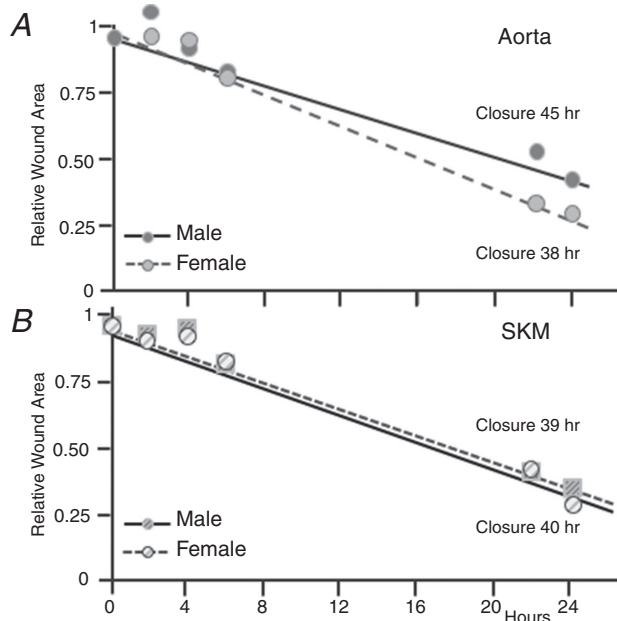 A
Aorta
Relative Wound Area
1
0.75
0.50
0.25
0
Closure 45 hr
Closure 38 hr
Male
Female
B
SKM
Relative Wound Area
1
0.75
0.50
0.25
0
Closure 39 hr
Closure 40 hr
Male
Female
0 4 8 12 16 20 24
Hours